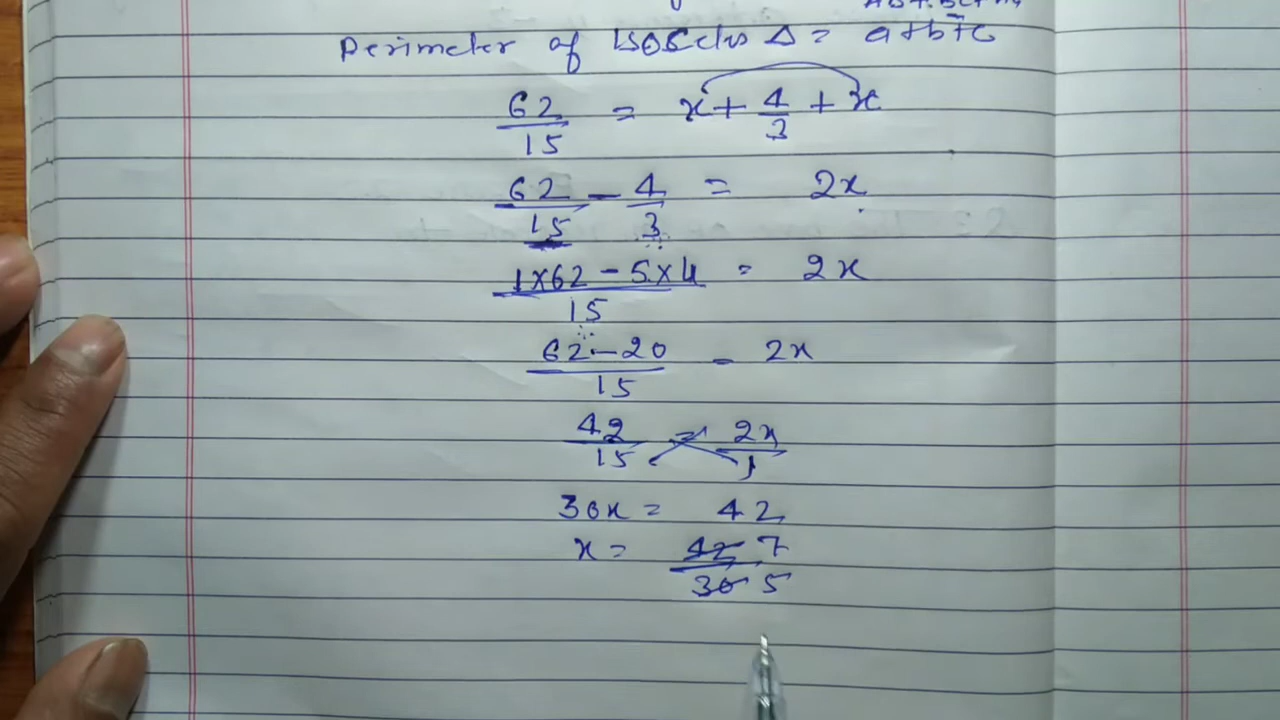 Perimeter of isosceles Δ = a+b+c
62/15 = x + 4/3 + x
62/15 - 4/3 = 2x
1×62 - 5×4 / 15 = 2x
62-20 / 15 = 2x
42/15 = 2x/1
30x = 42
x = 42 7 / 30 5